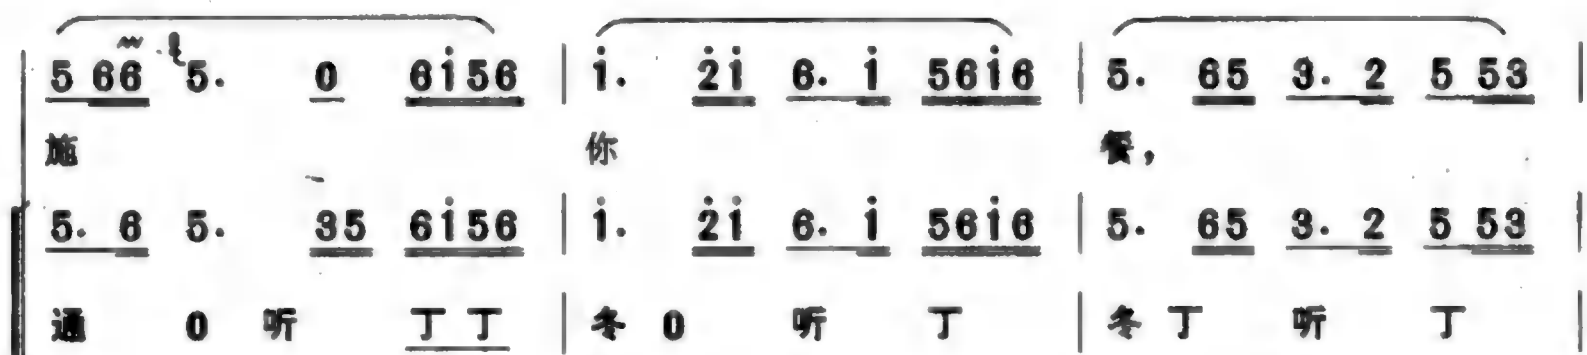 5 66 5. 0 6i56 | i. 2i 6. i 56i6 | 5. 65 3. 2 5 53 |
施 你 餐，
5. 6 5. 35 6i56 | i. 2i 6. i 56i6 | 5. 65 3. 2 5 53 |
通 0 听 丁 丁 | 冬 0 听 丁 | 冬 丁 听 丁 |